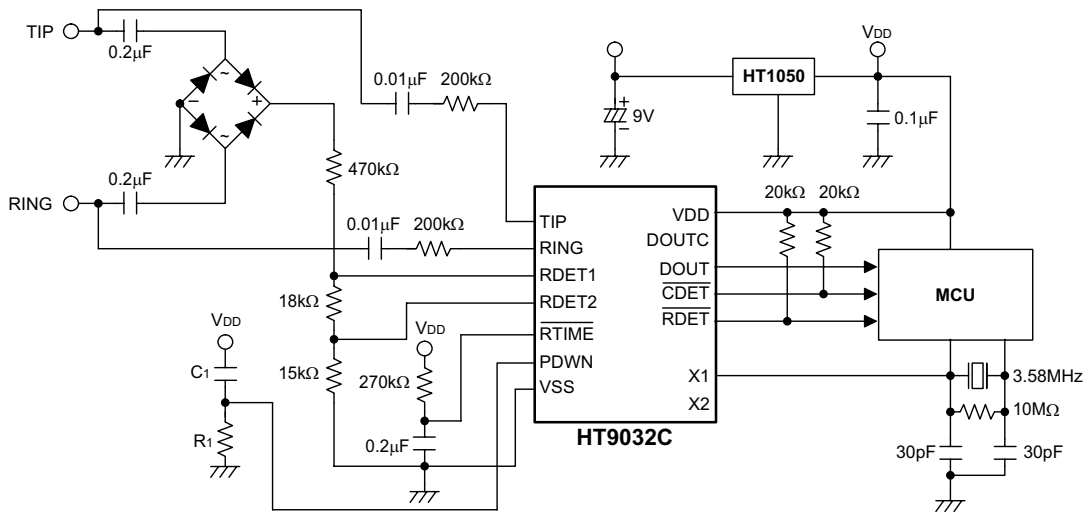 TIP
0.2µF
0.01µF
200kΩ
~
−
+
~
470kΩ
RING
0.2µF
0.01µF
200kΩ
18kΩ
15kΩ
VDD
C1
R1
VDD
270kΩ
0.2µF
TIP
RING
RDET1
RDET2
RTIME
PDWN
VSS
VDD
DOUTC
DOUT
CDET
RDET
X1
X2
HT9032C
+
−
9V
HT1050
VDD
0.1µF
20kΩ
20kΩ
MCU
3.58MHz
10MΩ
30pF
30pF